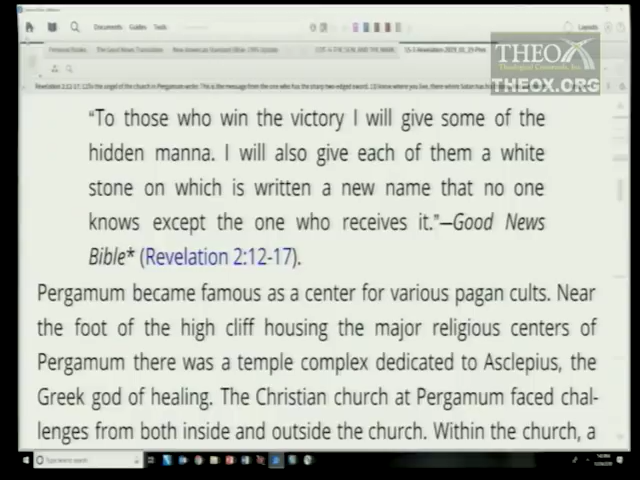 Documents Guides Tools Layouts
THEOX
THEOX.ORG
"To those who win the victory I will give some of the
hidden manna. I will also give each of them a white
stone on which is written a new name that no one
knows except the one who receives it."—Good News
Bible* (Revelation 2:12-17).
Pergamum became famous as a center for various pagan cults. Near
the foot of the high cliff housing the major religious centers of
Pergamum there was a temple complex dedicated to Asclepius, the
Greek god of healing. The Christian church at Pergamum faced chal-
lenges from both inside and outside the church. Within the church, a